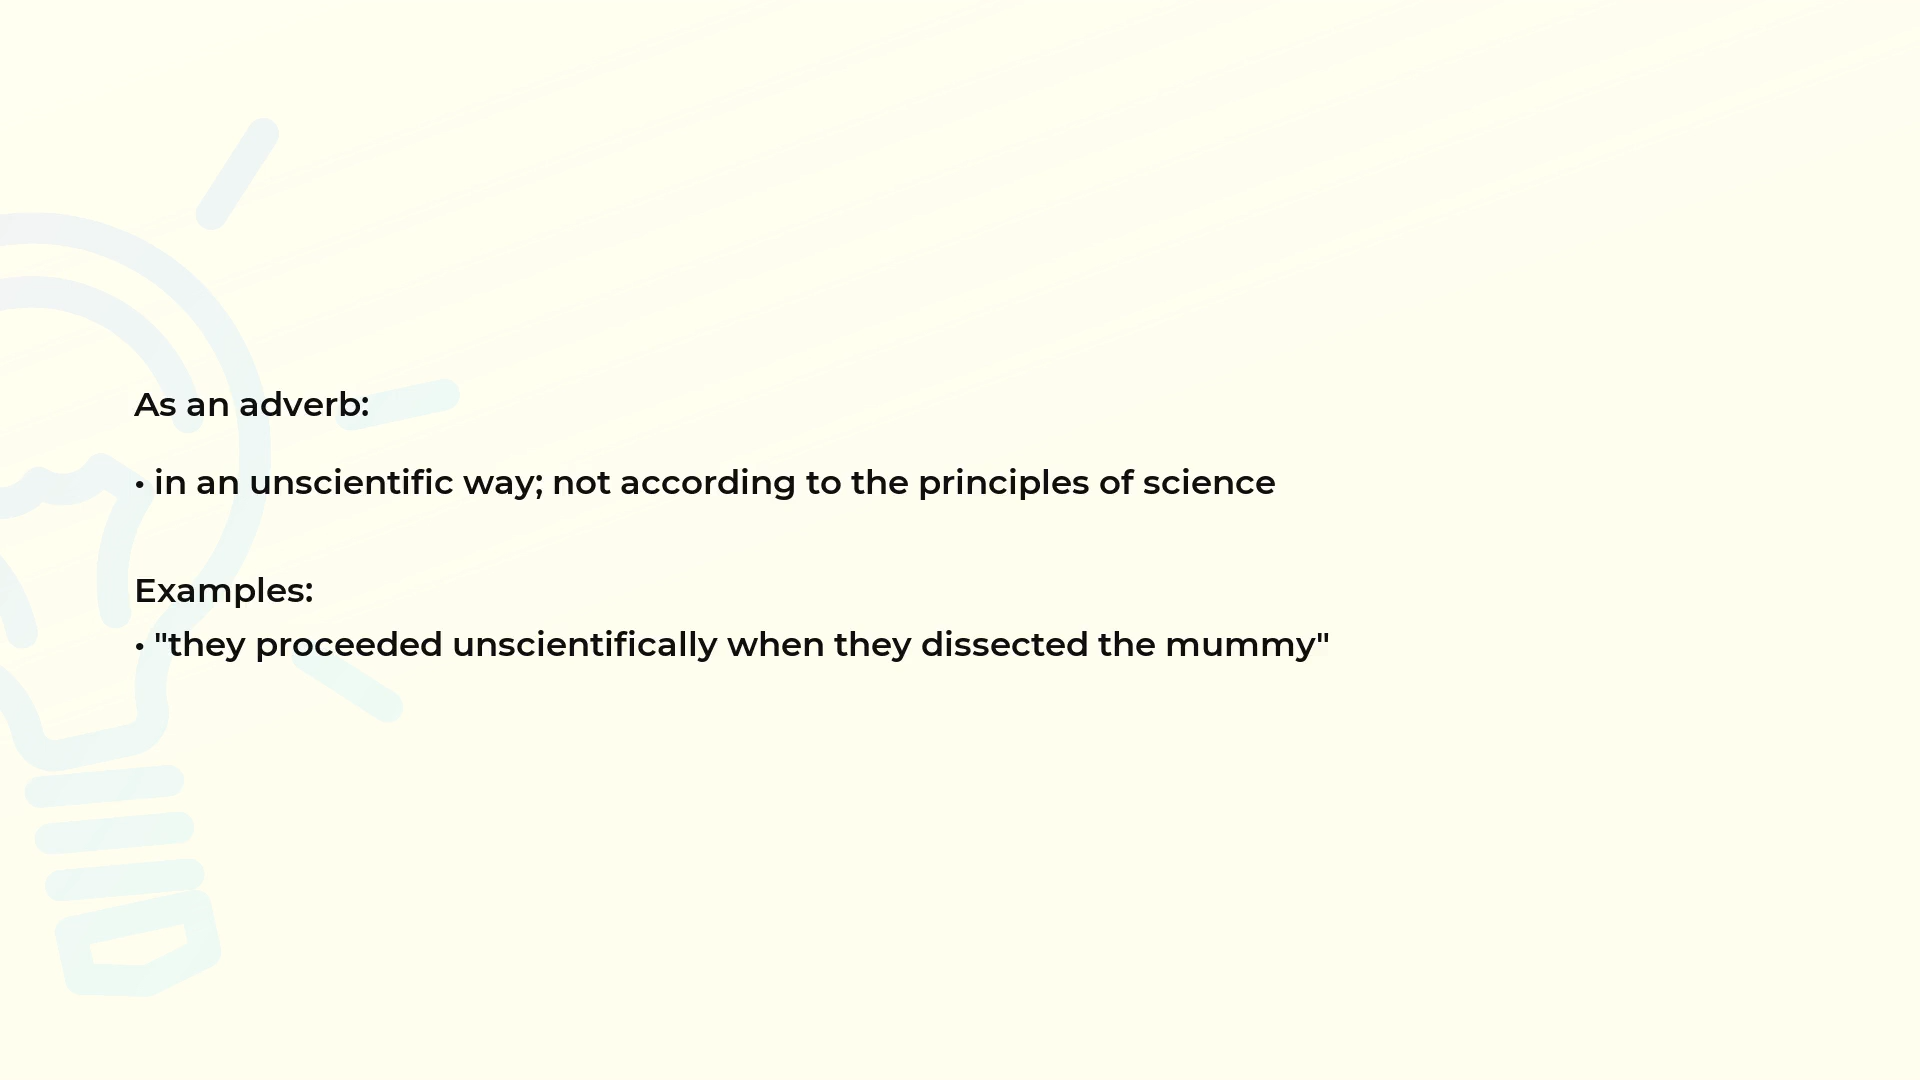 As an adverb:
• in an unscientific way; not according to the principles of science
Examples:
• "they proceeded unscientifically when they dissected the mummy"